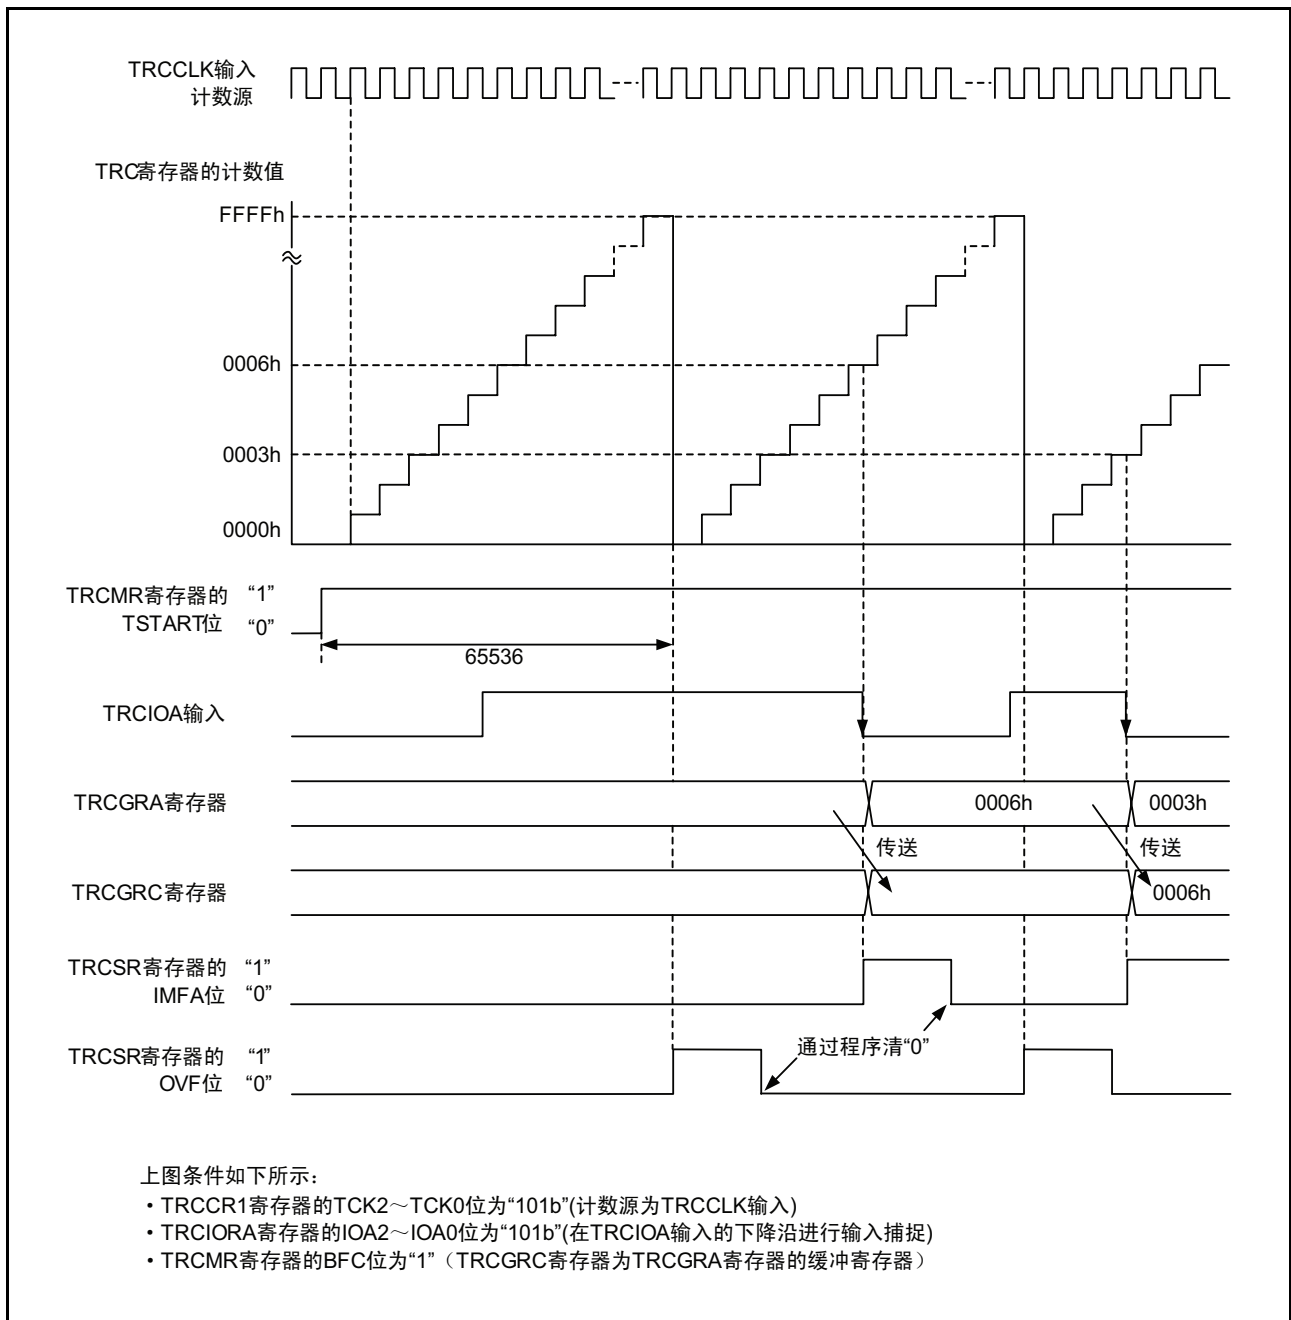 TRCCLK输入
计数源
TRC寄存器的计数值
FFFFh
0006h
0003h
0000h
TRCMR寄存器的 “1”
TSTART位 “0”
65536
TRCIOA输入
TRCGRA寄存器
0006h
0003h
传送
传送
TRCGRC寄存器
0006h
TRCSR寄存器的 “1”
IMFA位 “0”
通过程序清“0”
TRCSR寄存器的 “1”
OVF位 “0”
上图条件如下所示:
・TRCCR1寄存器的TCK2～TCK0位为“101b”(计数源为TRCCLK输入)
・TRCIORA寄存器的IOA2～IOA0位为“101b”(在TRCIOA输入的下降沿进行输入捕捉)
・TRCMR寄存器的BFC位为“1”（TRCGRC寄存器为TRCGRA寄存器的缓冲寄存器）